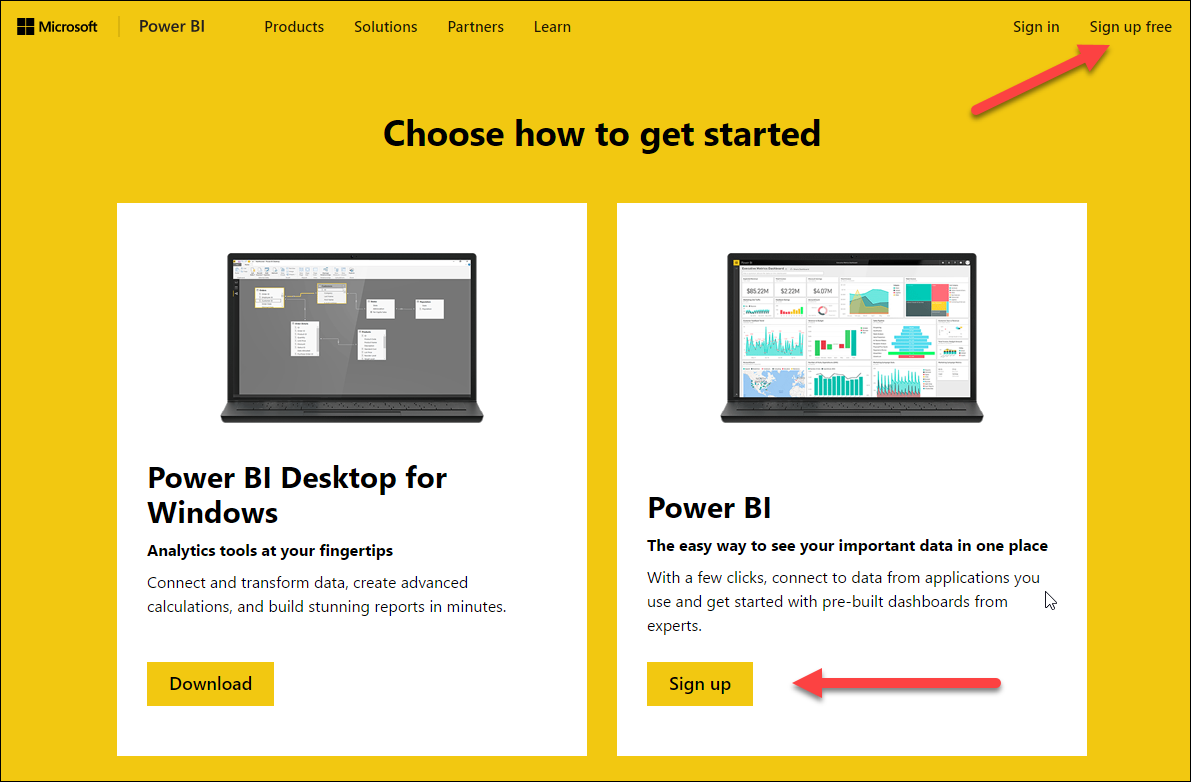 Microsoft Power BI Products Solutions Partners Learn Sign in Sign up free
Choose how to get started
Power BI Desktop for
Windows
Analytics tools at your fingertips
Connect and transform data, create advanced
calculations, and build stunning reports in minutes.
Download
$85.22M $2.22M $4.07M
Power BI
The easy way to see your important data in one place
With a few clicks, connect to data from applications you
use and get started with pre-built dashboards from
experts.
Sign up